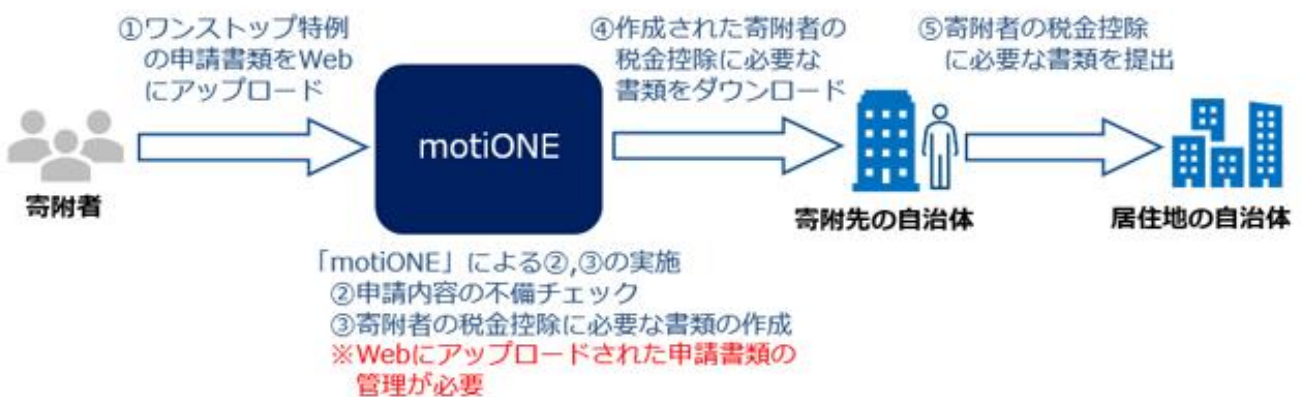 ①ワンストップ特例
の申請書類をWeb
にアップロード
④作成された寄附者の
税金控除に必要な
書類をダウンロード
⑤寄附者の税金控除
に必要な書類を提出
motiONE
寄附者
寄附先の自治体
居住地の自治体
「motiONE」による②,③の実施
②申請内容の不備チェック
③寄附者の税金控除に必要な書類の作成
※Webにアップロードされた申請書類の
管理が必要